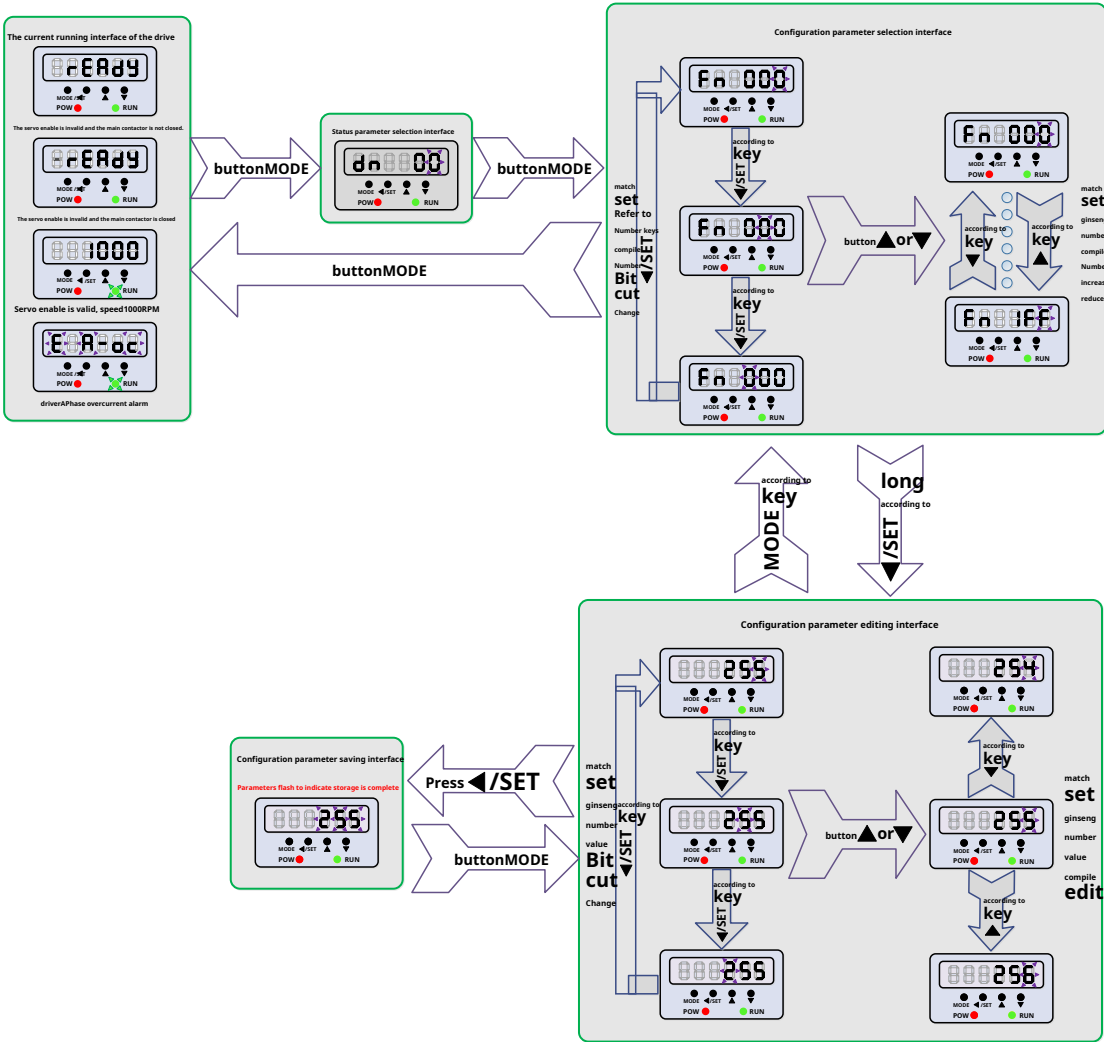 The current running interface of the drive
rEAdy
MODE ◀/SET ▲ ▼
POW RUN
The servo enable is invalid and the main contactor is not closed.
-rEAdy
MODE ◀/SET ▲ ▼
POW RUN
The servo enable is invalid and the main contactor is closed
1000
MODE ◀/SET ▲ ▼
POW RUN
Servo enable is valid, speed1000RPM
E A-oc
MODE ◀/SET ▲ ▼
POW RUN
driverAPhase overcurrent alarm
buttonMODE
Status parameter selection interface
dn 00
MODE ◀/SET ▲ ▼
POW RUN
buttonMODE
buttonMODE
Configuration parameter selection interface
match
set
Refer to
Number keys
compile
Number
Bit
cut
Change
◀/SET
Fn 000
MODE ◀/SET ▲ ▼
POW RUN
according to
key
◀/SET
Fn 000
MODE ◀/SET ▲ ▼
POW RUN
according to
key
◀/SET
Fn 000
MODE ◀/SET ▲ ▼
POW RUN
button▲or▼
Fn 000
MODE ◀/SET ▲ ▼
POW RUN
according to
key
▼
according to
key
▲
Fn 1FF
MODE ◀/SET ▲ ▼
POW RUN
match
set
ginseng
number
compile
Number
increase
reduce
according to
key
MODE
long
according to
◀/SET
Configuration parameter editing interface
match
set
ginseng
number
value
Bit
cut
Change
according to
key
◀/SET
255
MODE ◀/SET ▲ ▼
POW RUN
according to
key
◀/SET
255
MODE ◀/SET ▲ ▼
POW RUN
according to
key
◀/SET
255
MODE ◀/SET ▲ ▼
POW RUN
button▲or▼
254
MODE ◀/SET ▲ ▼
POW RUN
according to
key
▼
255
MODE ◀/SET ▲ ▼
POW RUN
according to
key
▲
256
MODE ◀/SET ▲ ▼
POW RUN
match
set
ginseng
number
value
compile
edit
Press ◀/SET
buttonMODE
Configuration parameter saving interface
Parameters flash to indicate storage is complete
255
MODE ◀/SET ▲ ▼
POW RUN